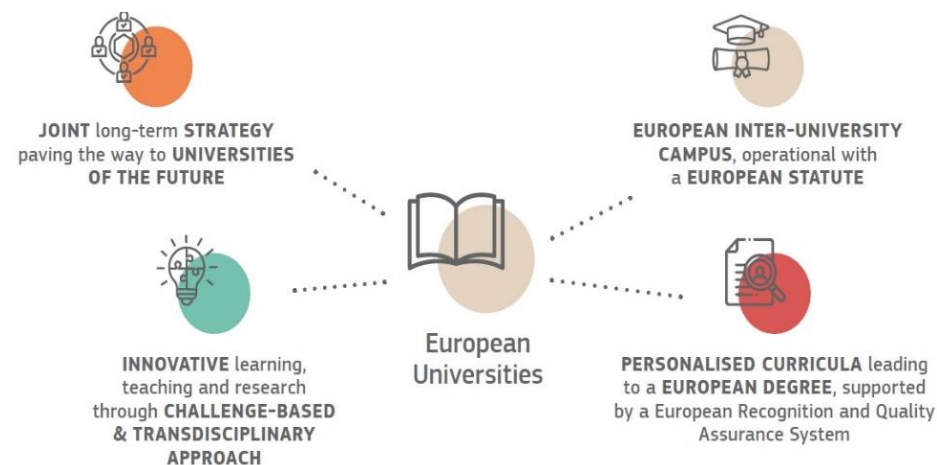 JOINT long-term STRATEGY
paving the way to UNIVERSITIES
OF THE FUTURE
EUROPEAN INTER-UNIVERSITY
CAMPUS, operational with
a EUROPEAN STATUTE
European
Universities
INNOVATIVE learning,
teaching and research
through CHALLENGE-BASED
& TRANSDISCIPLINARY
APPROACH
PERSONALISED CURRICULA leading
to a EUROPEAN DEGREE, supported
by a European Recognition and Quality
Assurance System